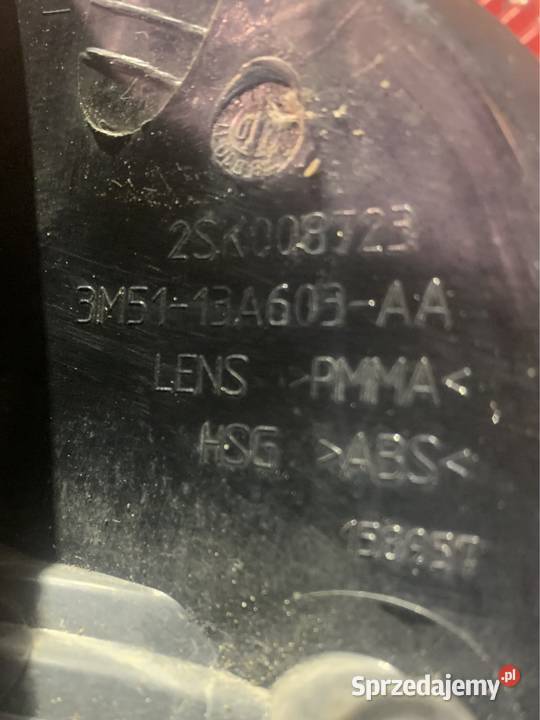 2SK008723
3M51-13A603-AA
LENS >PMMA<
HSG >ABS<
Sprzedajemy.pl